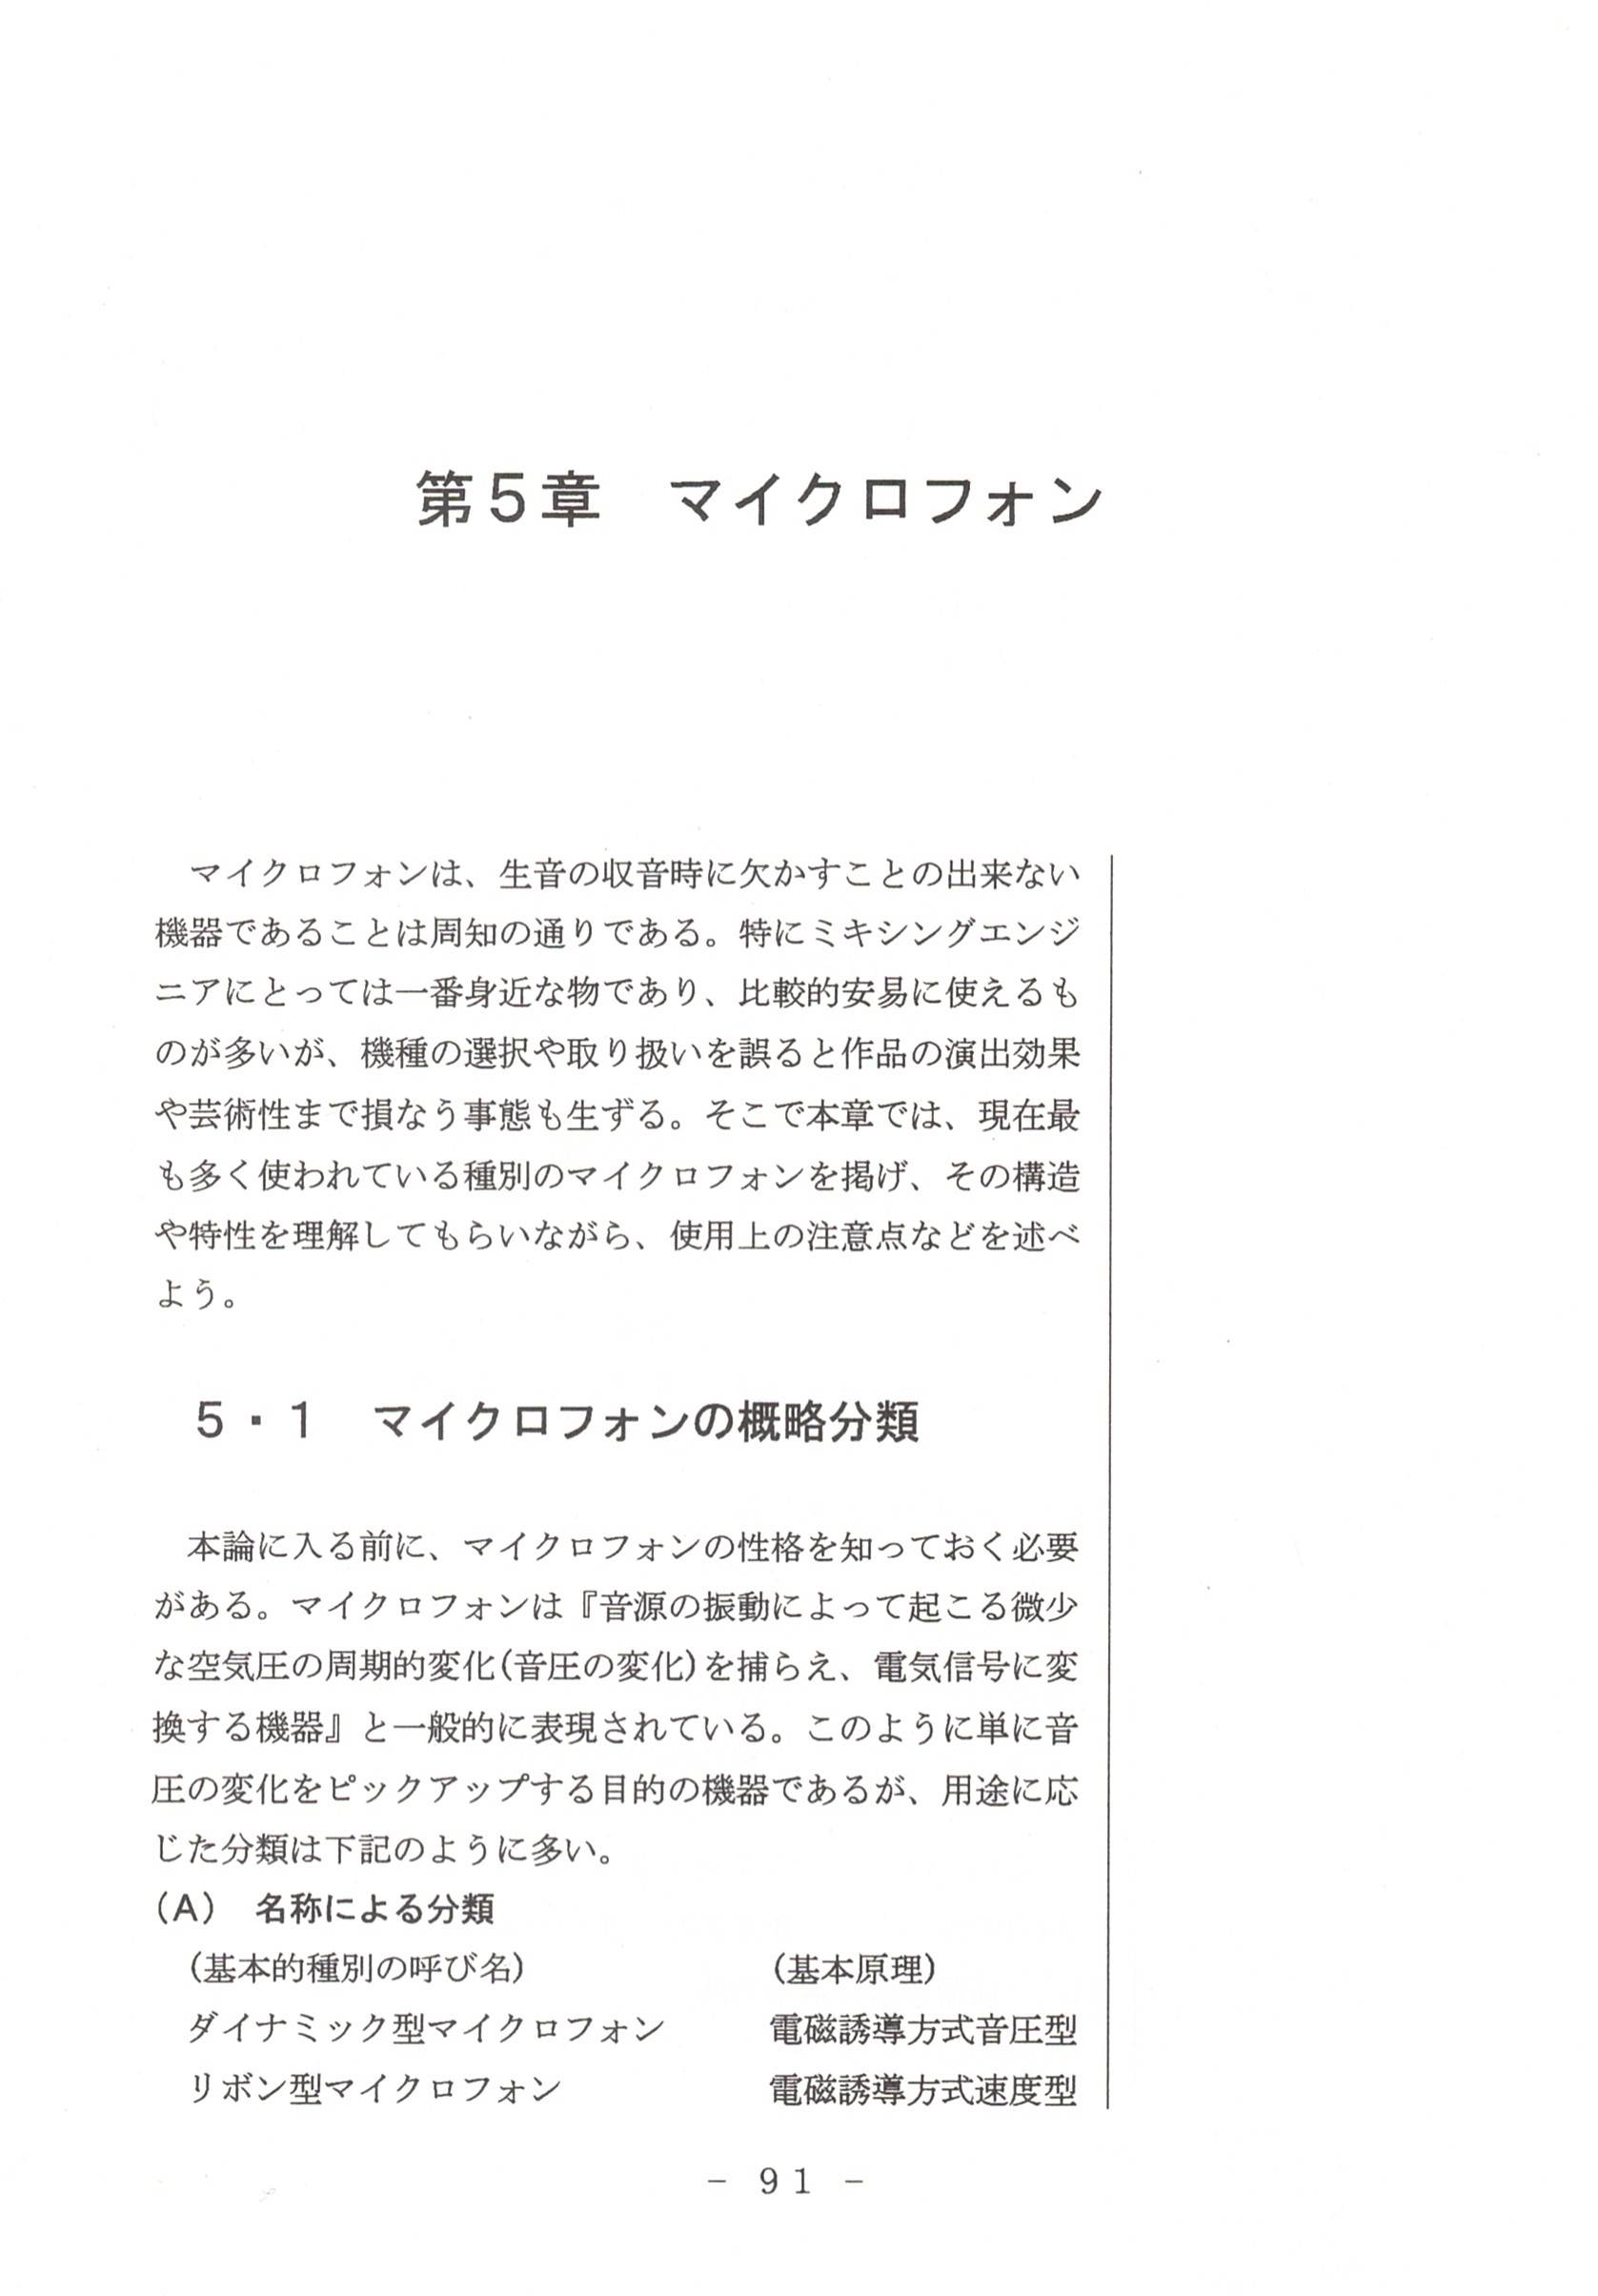 第5章　マイクロフォン
マイクロフォンは、生音の収音時に欠かすことの出来ない
機器であることは周知の通りである。特にミキシングエンジ
ニアにとっては一番身近な物であり、比較的安易に使えるも
のが多いが、機種の選択や取り扱いを誤ると作品の演出効果
や芸術性まで損なう事態も生ずる。そこで本章では、現在最
も多く使われている種別のマイクロフォンを掲げ、その構造
や特性を理解してもらいながら、使用上の注意点などを述べ
よう。
5・1　マイクロフォンの概略分類
本論に入る前に、マイクロフォンの性格を知っておく必要
がある。マイクロフォンは『音源の振動によって起こる微少
な空気圧の周期的変化(音圧の変化)を捕らえ、電気信号に変
換する機器』と一般的に表現されている。このように単に音
圧の変化をピックアップする目的の機器であるが、用途に応
じた分類は下記のように多い。
(A)　名称による分類
(基本的種別の呼び名)　(基本原理)
ダイナミック型マイクロフォン　電磁誘導方式音圧型
リボン型マイクロフォン　電磁誘導方式速度型
− 91 −